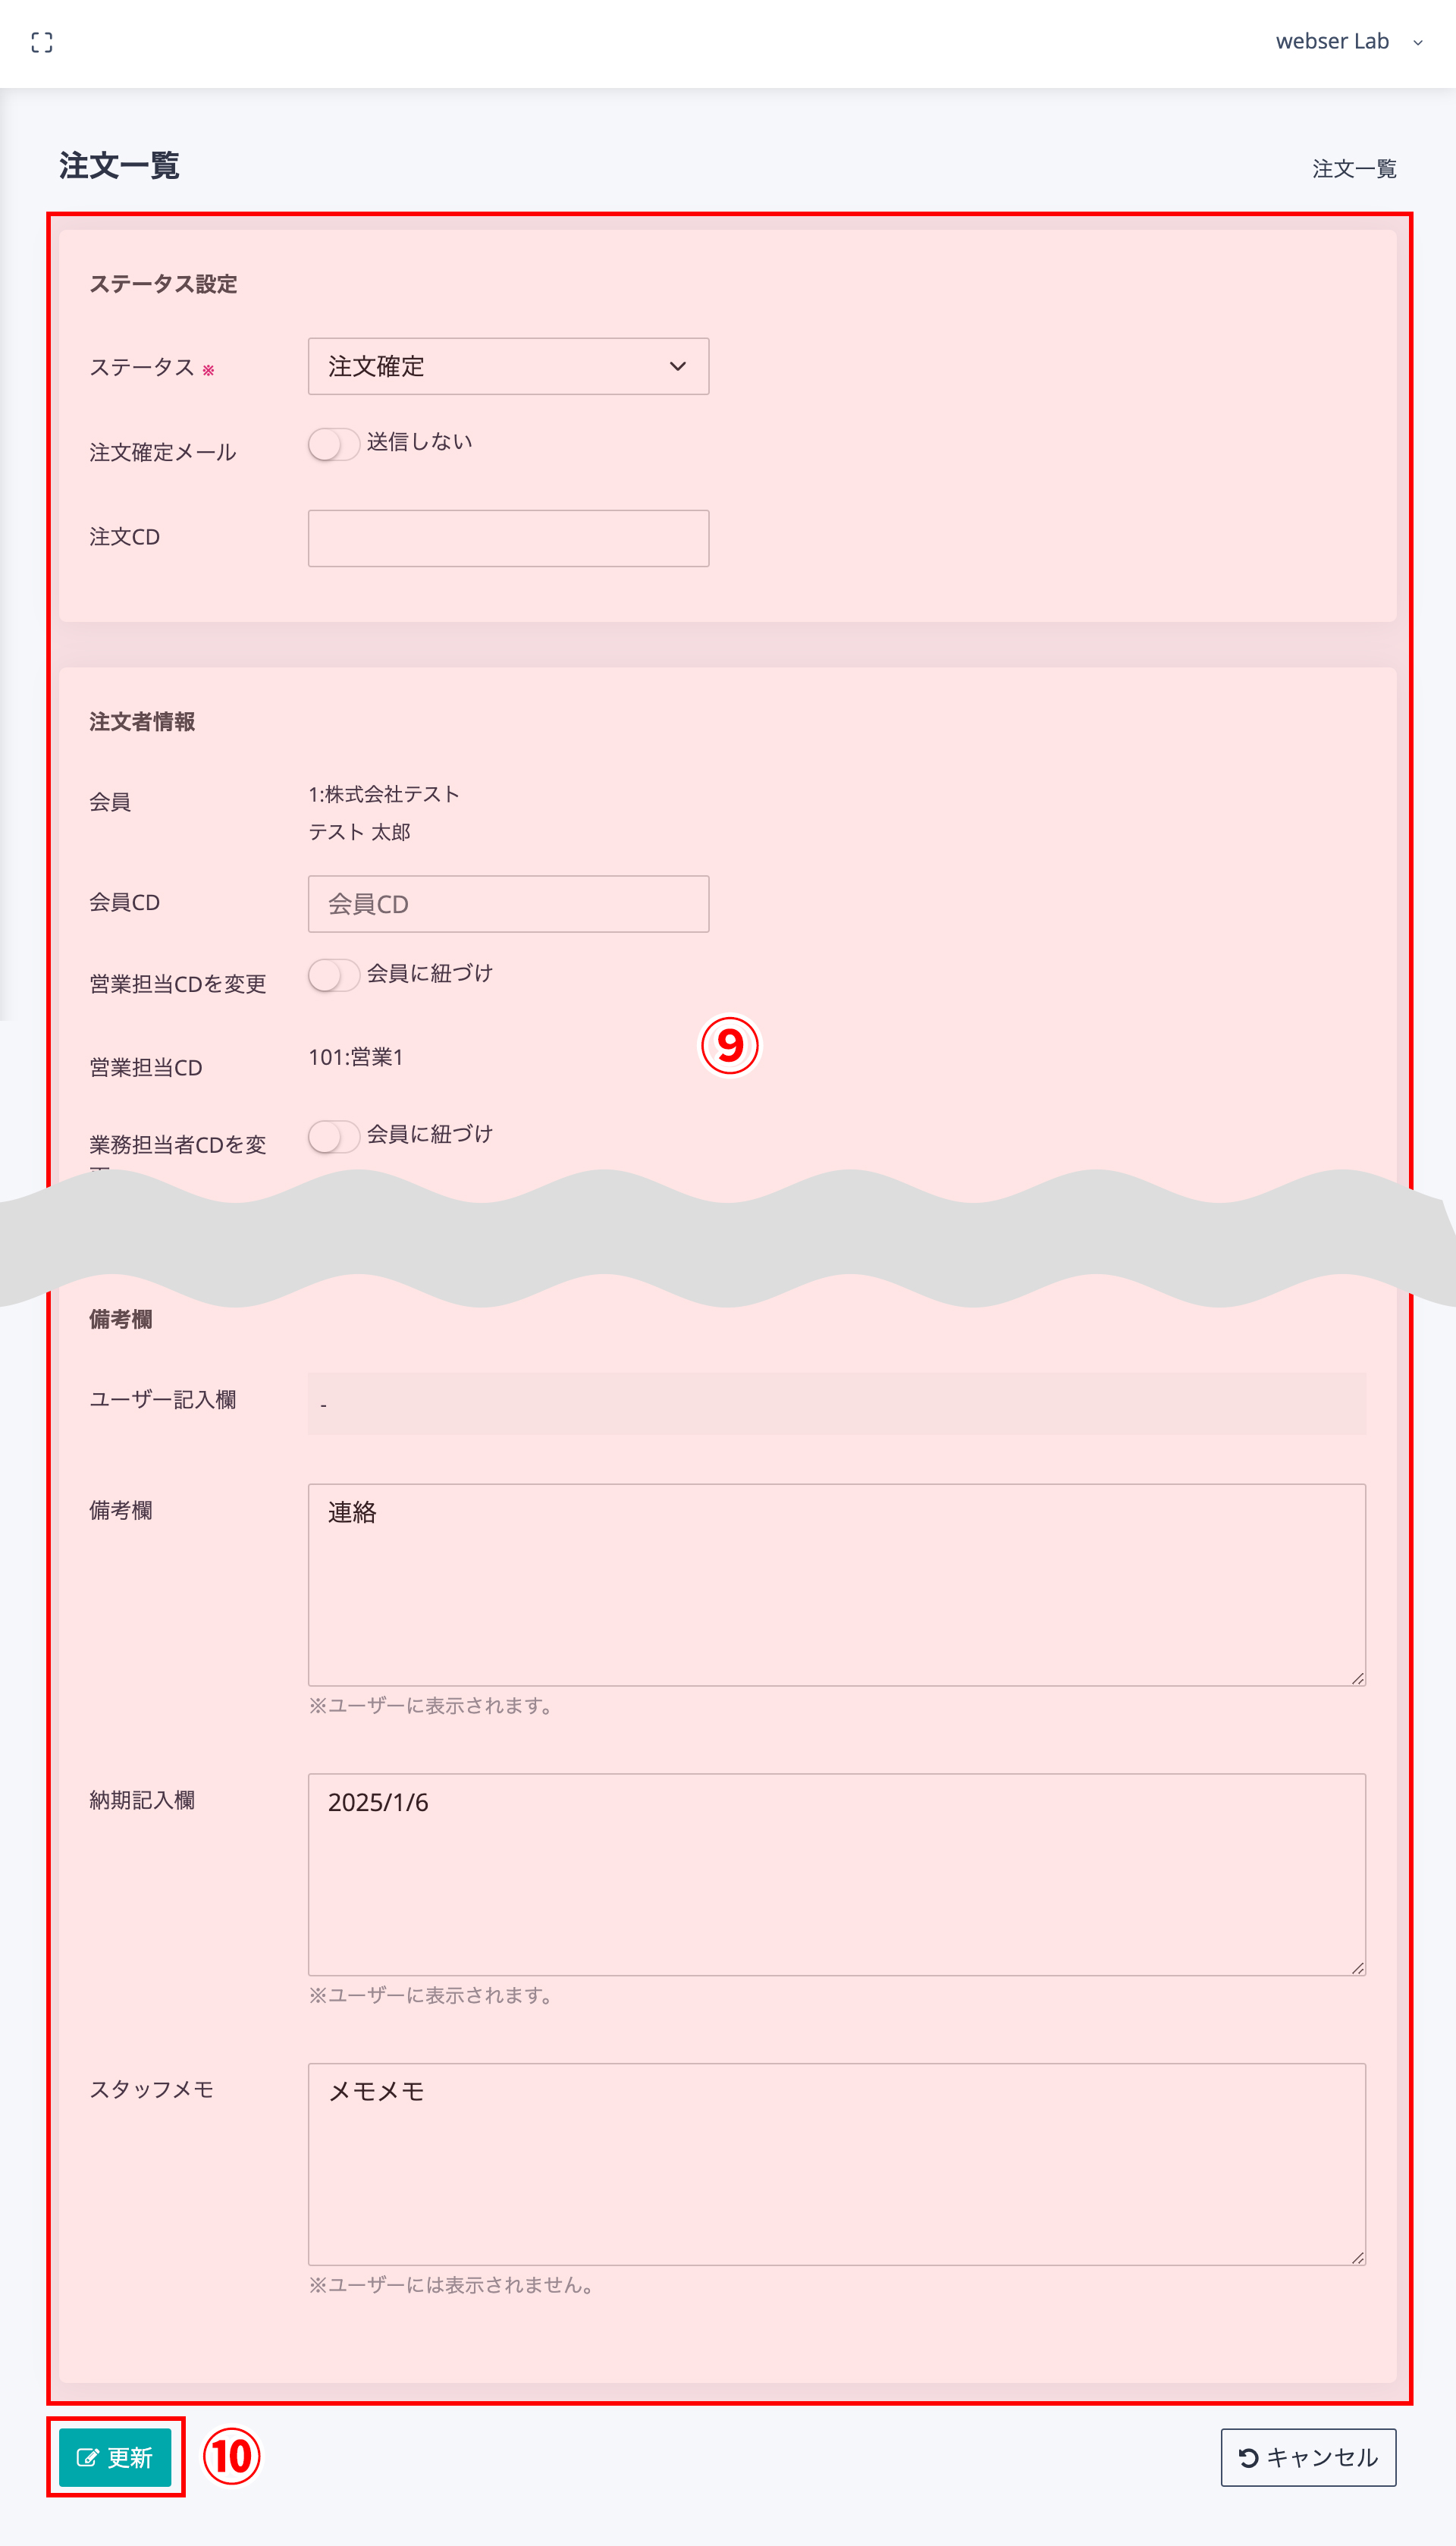 webser Lab
注文一覧
注文一覧
ステータス設定
ステータス ※
注文確定
注文確定メール
送信しない
注文CD
注文者情報
会員
1:株式会社テスト
テスト 太郎
会員CD
会員CD
営業担当CDを変更
会員に紐づけ
営業担当CD
101:営業1
⑨
業務担当者CDを変
会員に紐づけ
備考欄
ユーザー記入欄
-
備考欄
連絡
※ユーザーに表示されます。
納期記入欄
2025/1/6
※ユーザーに表示されます。
スタッフメモ
メモメモ
※ユーザーには表示されません。
更新
⑩
キャンセル